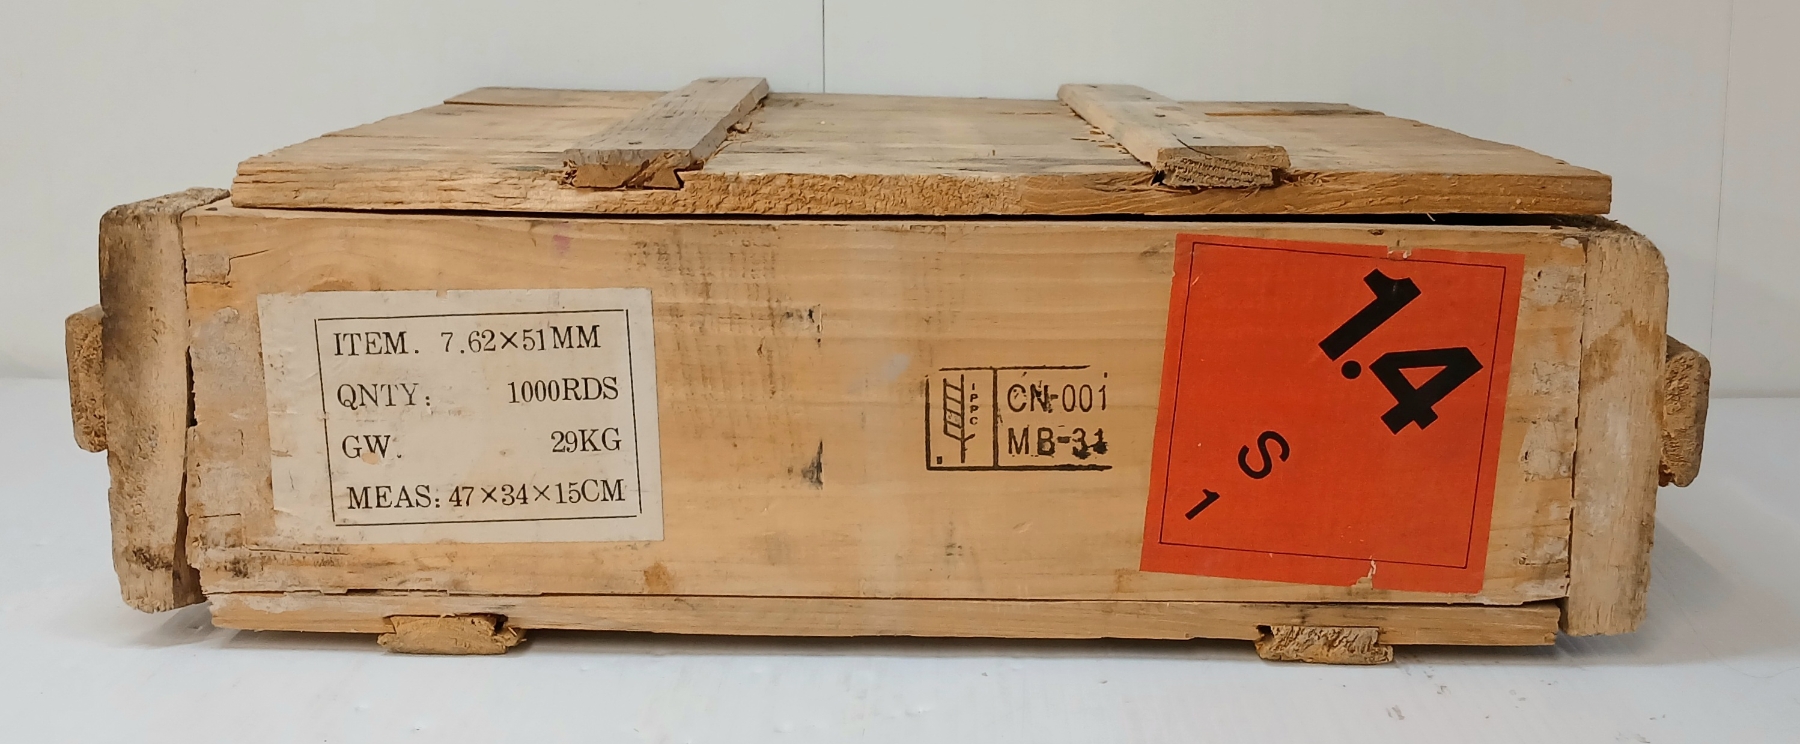 ITEM. 7.62×51MM
QNTY: 1000RDS
GW. 29KG
MEAS: 47×34×15CM
IPPC
CN-001
MB-31
1.4
S
1